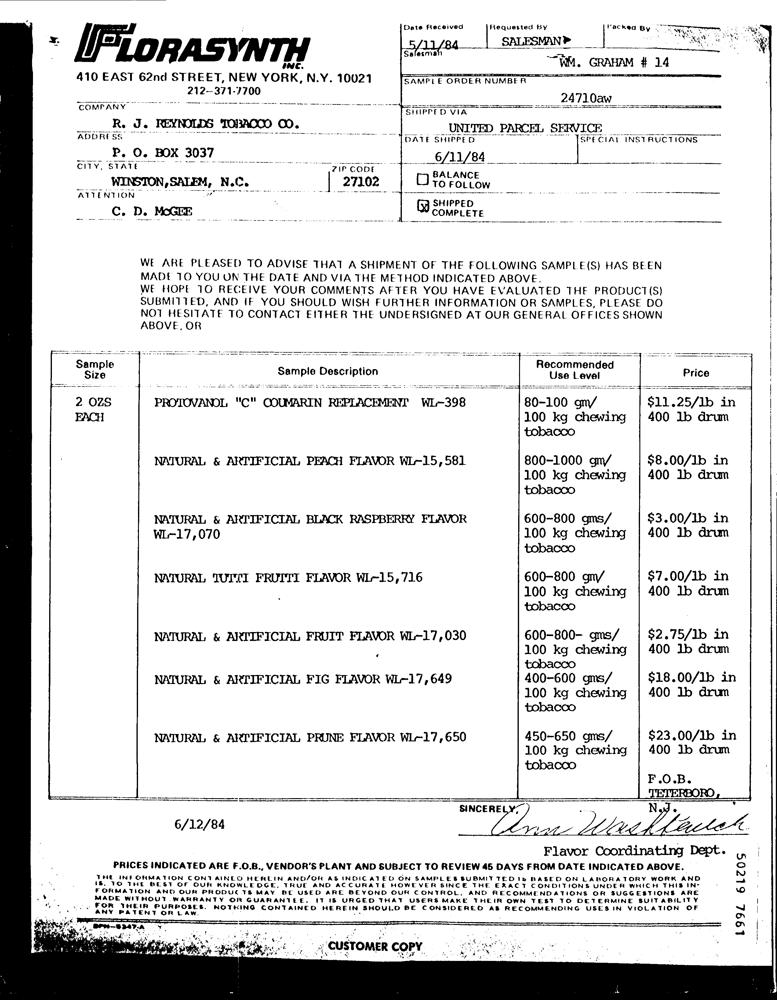 FLORASYNTH
INC.
410 EAST 62nd STREET, NEW YORK, N.Y. 10021
212-371-7700
COMPANY
R. J. REYNOLDS TOBACCO CO.
ADDRESS
P. O. BOX 3037
CITY, STATE
ZIP CODE
WINSTON,SALEM, N.C. 27102
ATTENTION
C. D. McGEE
Date Received
5/11/84
Requested By
SALESMAN
Packed By
Salesman
WM. GRAHAM # 14
SAMPLE ORDER NUMBER
24710aw
SHIPPED VIA
UNITED PARCEL SERVICE
DATE SHIPPED
6/11/84
SPECIAL INSTRUCTIONS
BALANCE
TO FOLLOW
x SHIPPED
COMPLETE
WE ARE PLEASED TO ADVISE THAT A SHIPMENT OF THE FOLLOWING SAMPLE(S) HAS BEEN
MADE TO YOU ON THE DATE AND VIA THE METHOD INDICATED ABOVE.
WE HOPE TO RECEIVE YOUR COMMENTS AFTER YOU HAVE EVALUATED THE PRODUCT(S)
SUBMITTED, AND IF YOU SHOULD WISH FURTHER INFORMATION OR SAMPLES, PLEASE DO
NOT HESITATE TO CONTACT EITHER THE UNDERSIGNED AT OUR GENERAL OFFICES SHOWN
ABOVE, OR
Sample
Size
Sample Description
Recommended
Use Level
Price
2 OZS
EACH
PROTOVANOL "C" COUMARIN REPLACEMENT WL-398
80-100 gm/
100 kg chewing
tobacco
$11.25/lb in
400 lb drum
NATURAL & ARTIFICIAL PEACH FLAVOR WL-15,581
800-1000 gm/
100 kg chewing
tobacco
$8.00/lb in
400 lb drum
NATURAL & ARTIFICIAL BLACK RASPBERRY FLAVOR
WL-17,070
600-800 gms/
100 kg chewing
tobacco
$3.00/lb in
400 lb drum
NATURAL TUTTI FRUTTI FLAVOR WL-15,716
600-800 gm/
100 kg chewing
tobacco
$7.00/lb in
400 lb drum
NATURAL & ARTIFICIAL FRUIT FLAVOR WL-17,030
600-800- gms/
100 kg chewing
tobacco
$2.75/lb in
400 lb drum
NATURAL & ARTIFICIAL FIG FLAVOR WL-17,649
400-600 gms/
100 kg chewing
tobacco
$18.00/lb in
400 lb drum
NATURAL & ARTIFICIAL PRUNE FLAVOR WL-17,650
450-650 gms/
100 kg chewing
tobacco
$23.00/lb in
400 lb drum
F.O.B.
TETERBORO,
N.J.
6/12/84
SINCERELY,
Flavor Coordinating Dept.
PRICES INDICATED ARE F.O.B., VENDOR'S PLANT AND SUBJECT TO REVIEW 45 DAYS FROM DATE INDICATED ABOVE.
THE INFORMATION CONTAINED HEREIN AND/OR AS INDICATED ON SAMPLES SUBMITTED IS BASED ON LABORATORY WORK AND
IS, TO THE BEST OF OUR KNOWLEDGE, TRUE AND ACCURATE HOWEVER SINCE THE EXACT CONDITIONS UNDER WHICH THIS IN-
FORMATION AND OUR PRODUCTS MAY BE USED ARE BEYOND OUR CONTROL, AND RECOMMENDATIONS OR SUGGESTIONS ARE
MADE WITHOUT WARRANTY OR GUARANTEE. IT IS URGED THAT USERS MAKE THEIR OWN TEST TO DETERMINE SUITABILITY
FOR THEIR PURPOSES. NOTHING CONTAINED HEREIN SHOULD BE CONSIDERED AS RECOMMENDING USES IN VIOLATION OF
ANY PATENT OR LAW.
CUSTOMER COPY
50219 7661